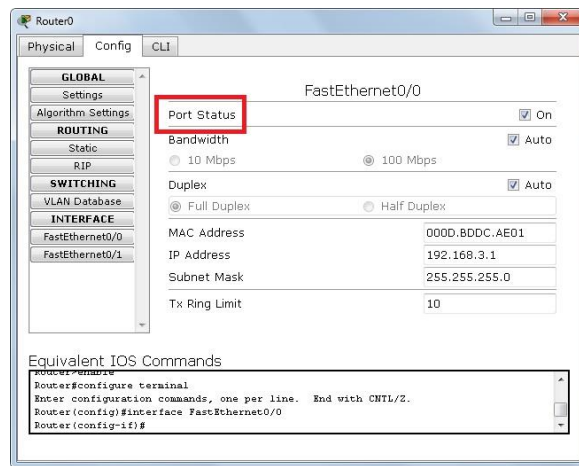 Router0
Physical Config CLI
GLOBAL
Settings
Algorithm Settings
ROUTING
Static
RIP
SWITCHING
VLAN Database
INTERFACE
FastEthernet0/0
FastEthernet0/1
FastEthernet0/0
Port Status On
Bandwidth Auto
10 Mbps 100 Mbps
Duplex Auto
Full Duplex Half Duplex
MAC Address 000D.BDDC.AE01
IP Address 192.168.3.1
Subnet Mask 255.255.255.0
Tx Ring Limit 10
Equivalent IOS Commands
Router>enable
Router#configure terminal
Enter configuration commands, one per line. End with CNTL/Z.
Router(config)#interface FastEthernet0/0
Router(config-if)#